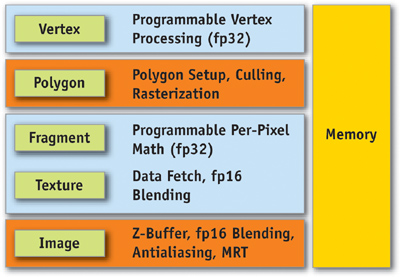 Vertex
Programmable Vertex
Processing (fp32)
Polygon
Polygon Setup, Culling,
Rasterization
Fragment
Programmable Per-Pixel
Math (fp32)
Texture
Data Fetch, fp16
Blending
Image
Z-Buffer, fp16 Blending,
Antialiasing, MRT
Memory